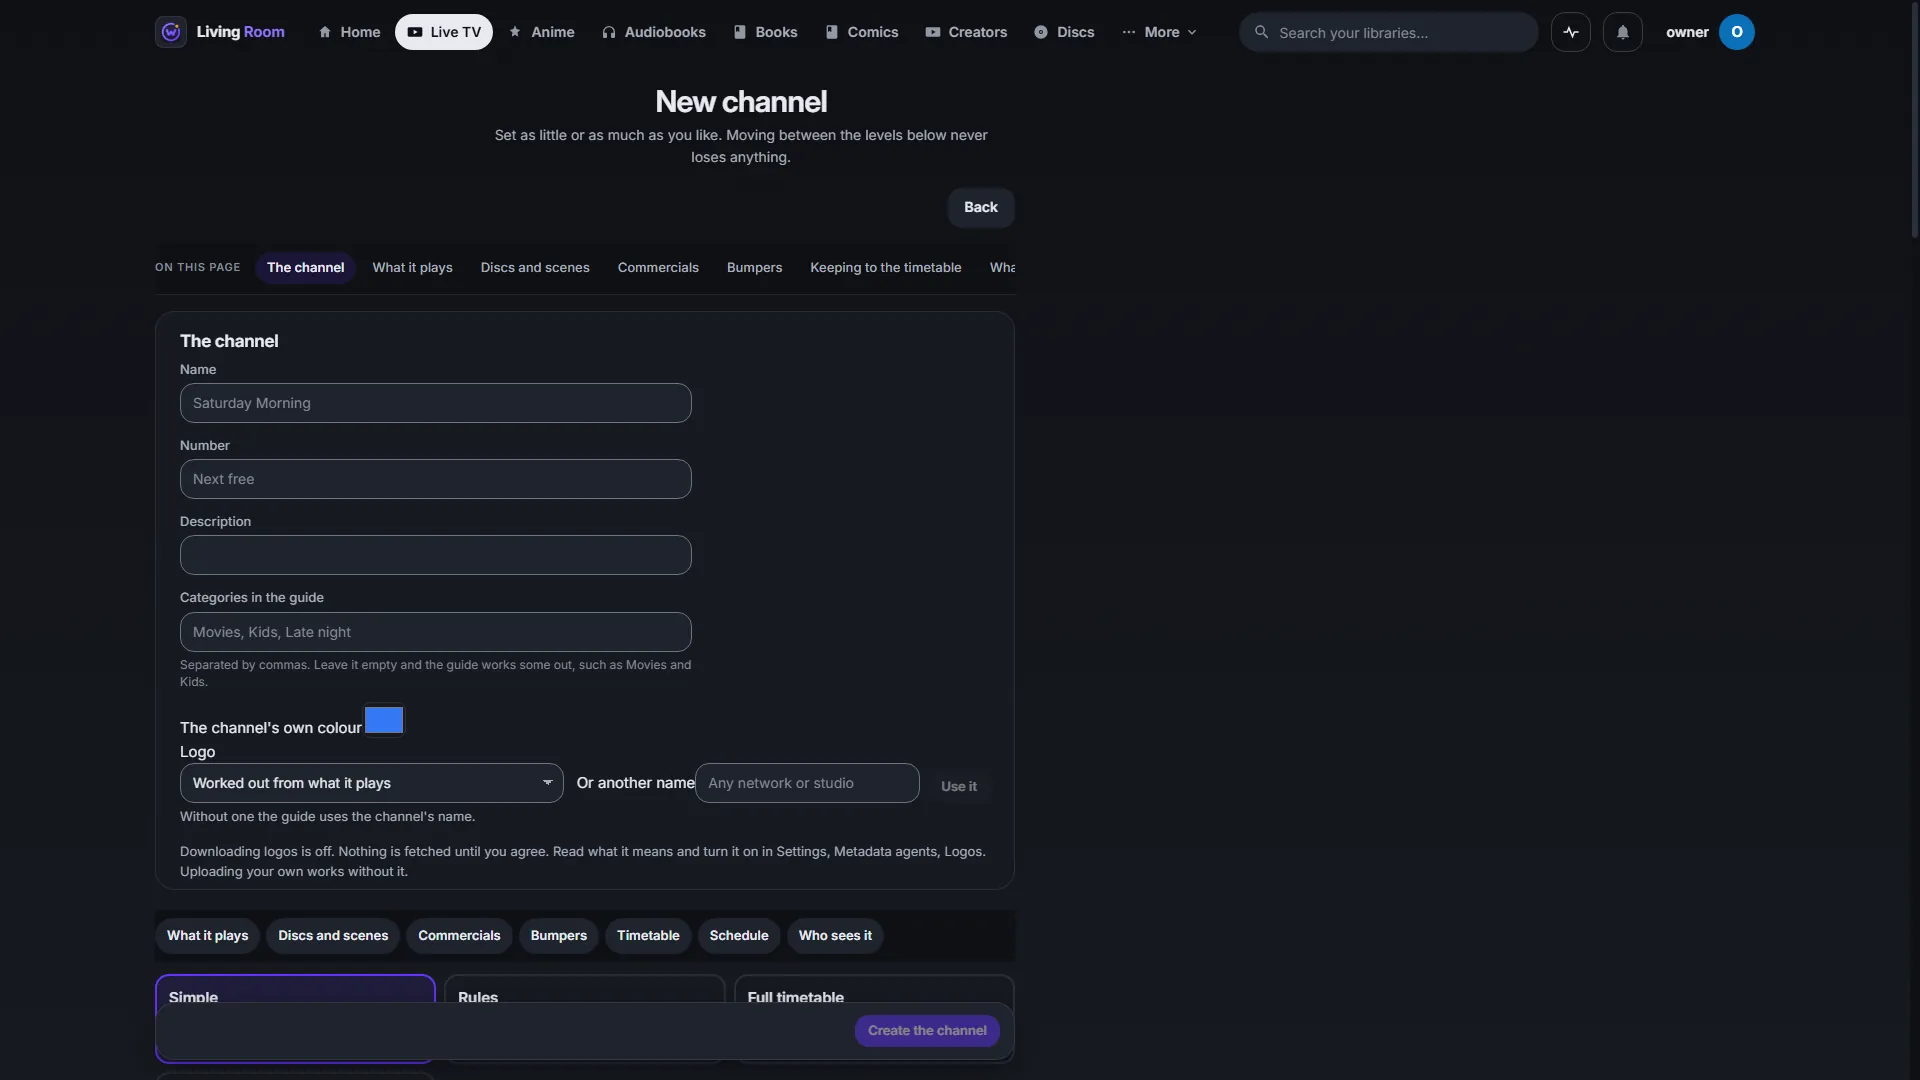 Living Room
Home
Live TV
Anime
Audiobooks
Books
Comics
Creators
Discs
More
Search your libraries...
owner
O
New channel
Set as little or as much as you like. Moving between the levels below never
loses anything.
Back
ON THIS PAGE
The channel
What it plays
Discs and scenes
Commercials
Bumpers
Keeping to the timetable
Wha
The channel
Name
Saturday Morning
Number
Next free
Description
Categories in the guide
Movies, Kids, Late night
Separated by commas. Leave it empty and the guide works some out, such as Movies and
Kids.
The channel's own colour
Logo
Worked out from what it plays
Or another name
Any network or studio
Use it
Without one the guide uses the channel's name.
Downloading logos is off. Nothing is fetched until you agree. Read what it means and turn it on in Settings, Metadata agents, Logos.
Uploading your own works without it.
What it plays
Discs and scenes
Commercials
Bumpers
Timetable
Schedule
Who sees it
Simple
Rules
Full timetable
Create the channel